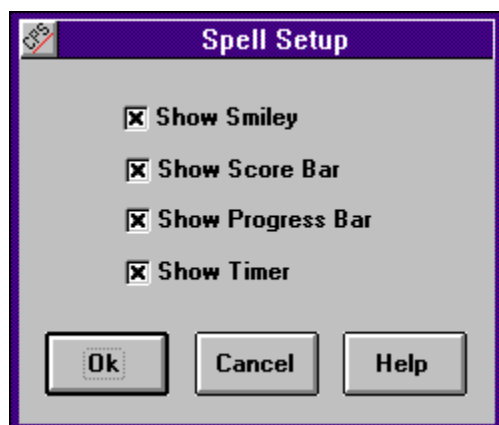 CPS
Spell Setup
Show Smiley
Show Score Bar
Show Progress Bar
Show Timer
Ok Cancel Help